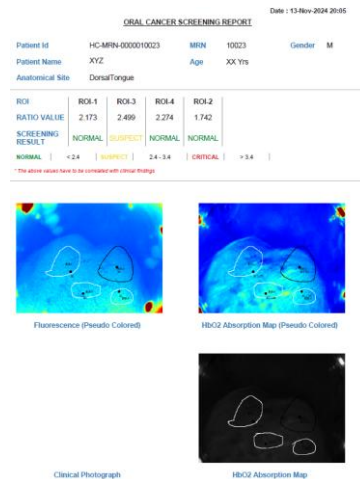 Date : 13-Nov-2024 20:05
ORAL CANCER SCREENING REPORT
Patient Id HC-MRN-0000010023 MRN 10023 Gender M
Patient Name XYZ Age XX Yrs
Anatomical Site DorsalTongue
ROI ROI-1 ROI-3 ROI-4 ROI-2
RATIO VALUE 2.173 2.499 2.274 1.742
SCREENING RESULT NORMAL SUSPECT NORMAL NORMAL
NORMAL | < 2.4 | SUSPECT | 2.4 - 3.4 | CRITICAL | > 3.4 |
* The above values have to be correlated with clinical findings
Fluorescence (Pseudo Colored) HbO2 Absorption Map (Pseudo Colored)
Clinical Photograph HbO2 Absorption Map